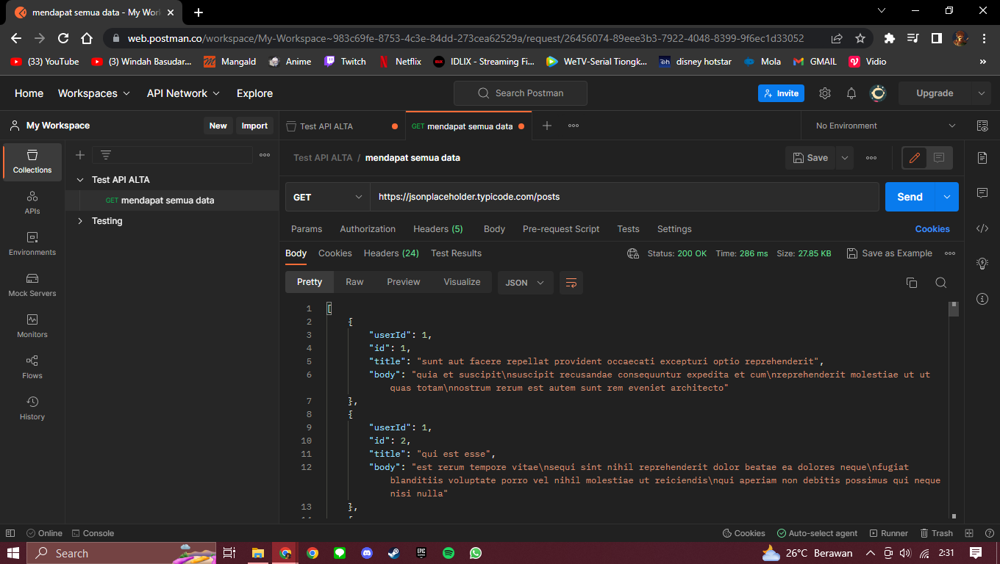 mendapat semua data - My Work
web.postman.co/workspace/My-Workspace~983c69fe-8753-4c3e-84dd-273cea62529a/request/26456074-89eee3b3-7922-4048-8399-9f6ec1d33052
(33) YouTube (3) Windah Basudar... Mangald Anime Twitch Netflix IDLIX - Streaming Fi... WeTV-Serial Tiongk... disney hotstar Mola GMAIL Vidio »
Home Workspaces API Network Explore Search Postman Invite Upgrade
My Workspace New Import Test API ALTA GET mendapat semua data No Environment
Collections
APIs
Environments
Mock Servers
Monitors
Flows
History
Test API ALTA
GET mendapat semua data
Testing
Test API ALTA / mendapat semua data Save
GET https://jsonplaceholder.typicode.com/posts Send
Params Authorization Headers (5) Body Pre-request Script Tests Settings Cookies
Body Cookies Headers (24) Test Results Status: 200 OK Time: 286 ms Size: 27.85 KB Save as Example
Pretty Raw Preview Visualize JSON
1 [
2 {
3 "userId": 1,
4 "id": 1,
5 "title": "sunt aut facere repellat provident occaecati excepturi optio reprehenderit",
6 "body": "quia et suscipit\nsuscipit recusandae consequuntur expedita et cum\nreprehenderit molestiae ut ut
quas totam\nnostrum rerum est autem sunt rem eveniet architecto"
7 },
8 {
9 "userId": 1,
10 "id": 2,
11 "title": "qui est esse",
12 "body": "est rerum tempore vitae\nsequi sint nihil reprehenderit dolor beatae ea dolores neque\nfugiat
blanditiis voluptate porro vel nihil molestiae ut reiciendis\nqui aperiam non debitis possimus qui neque
nisi nulla"
13 },
Online Console Cookies Auto-select agent Runner Trash
Search EPIC 26°C Berawan 2:31